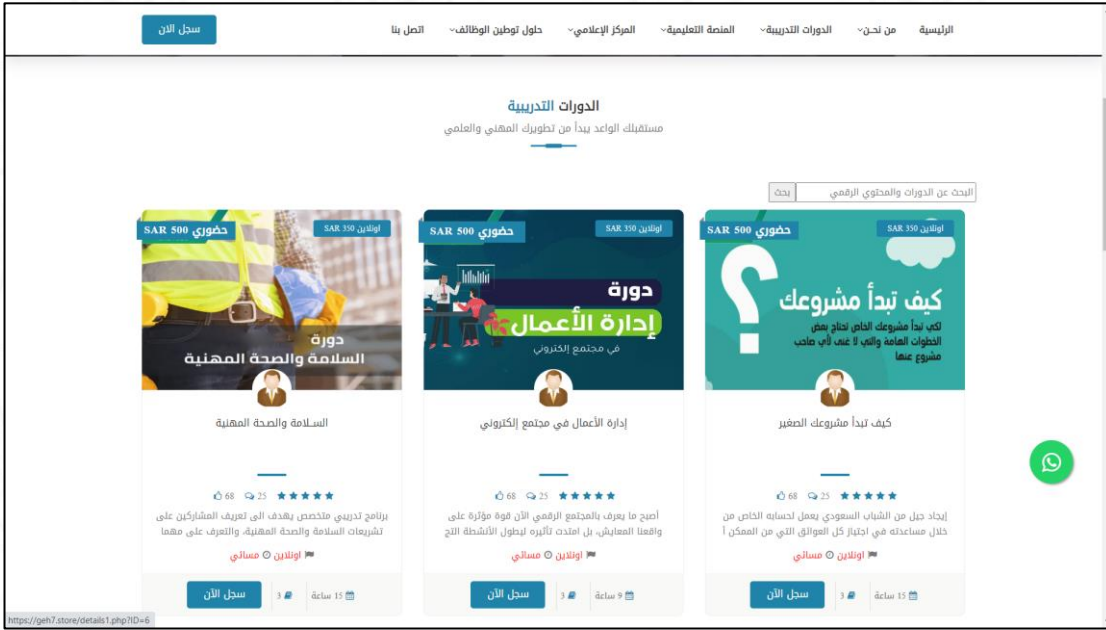 الرئيسية
من نحـن
الدورات التدريبية
المنصة التعليمية
المركز الإعلامي
حلول توطين الوظائف
اتصل بنا
سجل الان
الدورات التدريبية
مستقبلك الواعد يبدأ من تطويرك المهني والعلمي
البحث عن الدورات والمحتوى الرقمي
بحث
اونلاين SAR 350
حضوري SAR 500
كيف تبدأ مشروعك
؟
لكي تبدأ مشروعك الخاص تحتاج بعض
الخطوات العامة والتي لا غنى لأي صاحب
مشروع عنها
كيف تبدأ مشروعك الصغير
25 68
إيجاد جيل من الشباب السعودي يعمل لحسابه الخاص من
خلال مساعدته في اجتياز كل العوائق التي من الممكن أ
اونلاين مسائي
15 ساعة
3
سجل الآن
اونلاين SAR 350
حضوري SAR 500
دورة
إدارة الأعمال
في مجتمع إلكتروني
إدارة الأعمال في مجتمع إلكتروني
25 68
أصبح ما يعرف بالمجتمع الرقمي الآن قوة مؤثرة على
واقعنا المعايش، بل امتدت تأثيره ليطول الأنشطة التج
اونلاين مسائي
9 ساعة
3
سجل الآن
اونلاين SAR 350
حضوري SAR 500
دورة
السلامة والصحة المهنية
الســلامة والصـحة المهنية
25 68
برنامج تدريبي متخصص يهدف الى تعريف المشاركين على
تشريعات السلامة والصحة المهنية، والتعرف على مهما
اونلاين مسائي
15 ساعة
3
سجل الآن
https://geh7.store/details1.php?ID=6